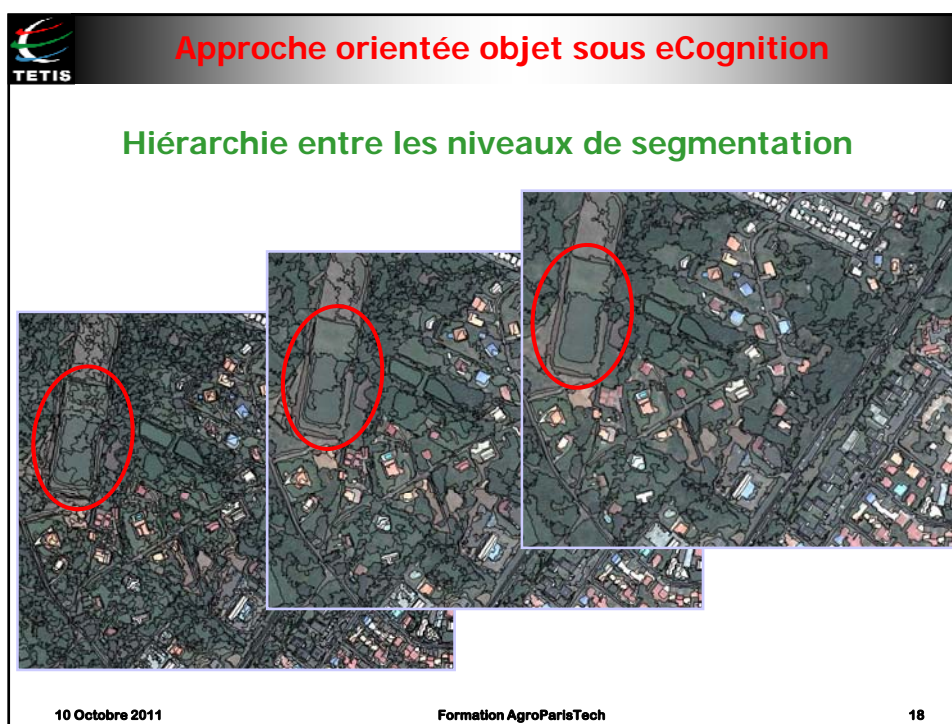 TETIS
Approche orientée objet sous eCognition
Hiérarchie entre les niveaux de segmentation
10 Octobre 2011
Formation AgroParisTech
18